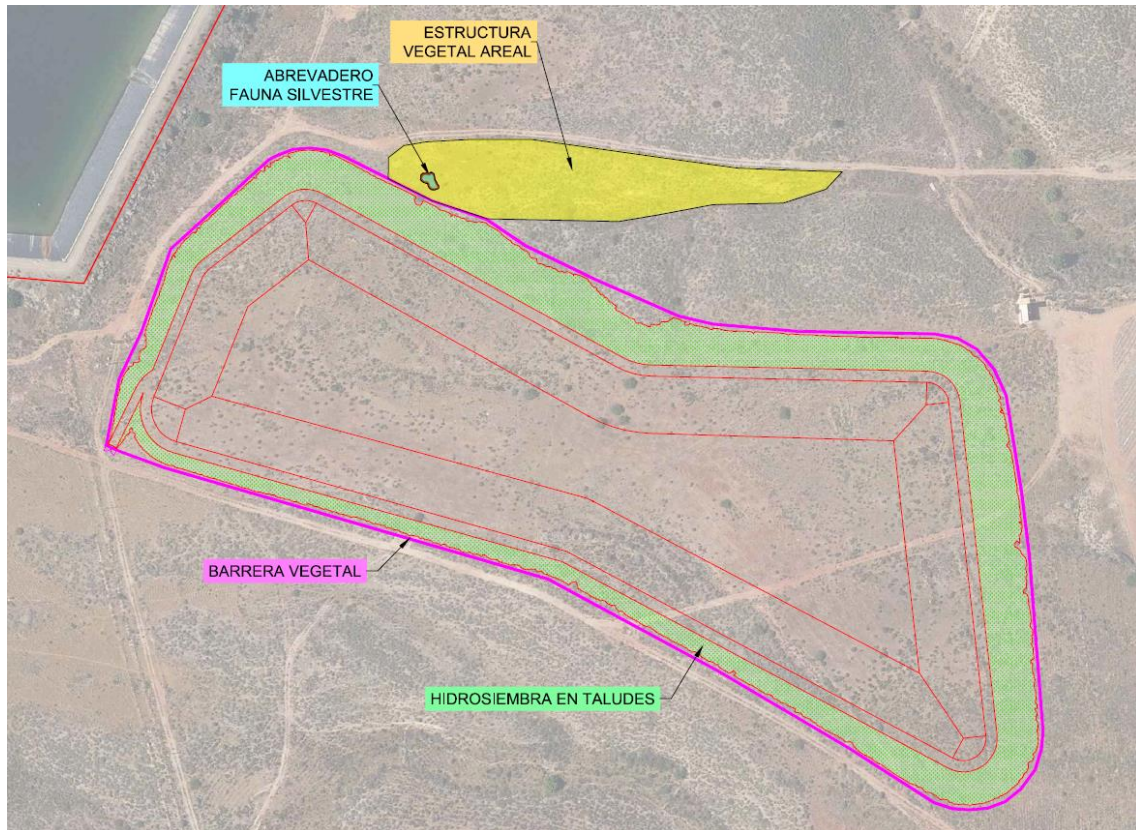 ESTRUCTURA
VEGETAL AREAL
ABREVADERO
FAUNA SILVESTRE
BARRERA VEGETAL
HIDROSIEMBRA EN TALUDES